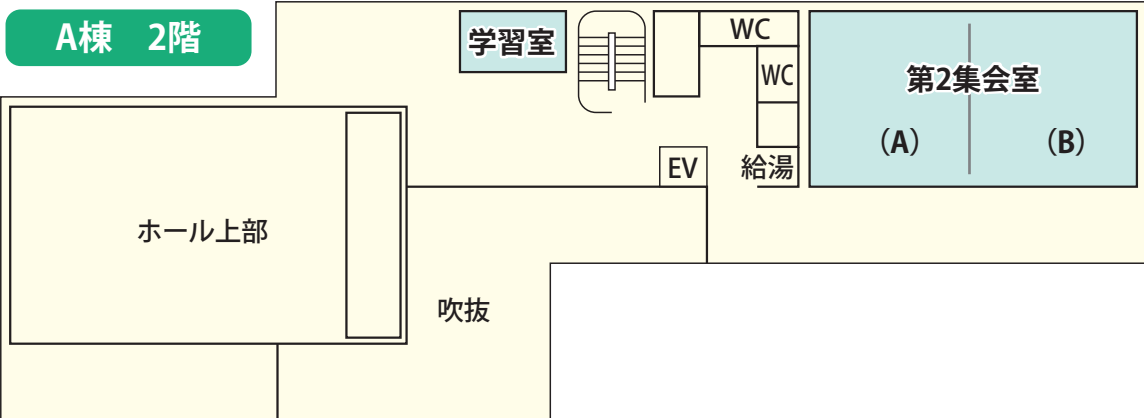 A棟　2階
学習室
WC
WC
第2集会室
（A）
（B）
EV
給湯
ホール上部
吹抜